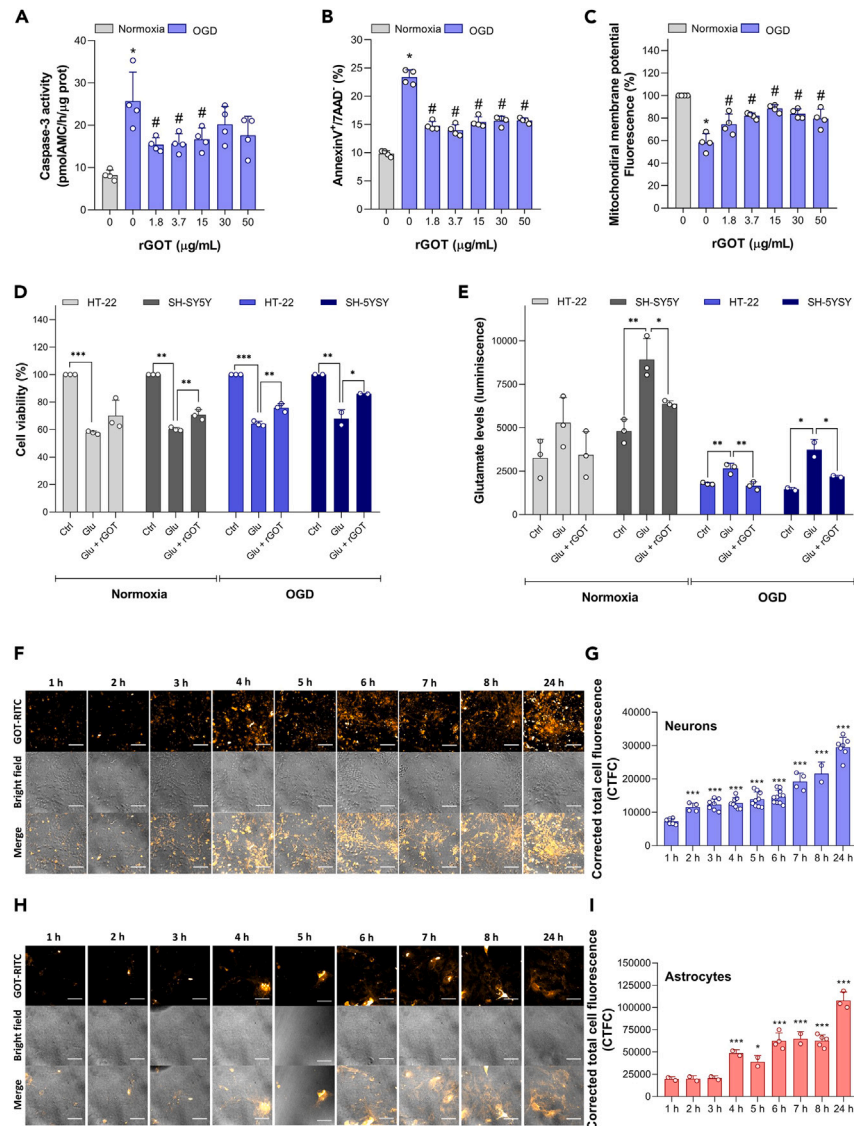 A
Normoxia
OGD
Caspase-3 activity
(pmolAMC/h/µg prot)
40
30
20
10
0
*
#
#
#
0
0
1.8
3.7
15
30
50
rGOT (µg/mL)
B
Normoxia
OGD
AnnexinV+/7AAD- (%)
40
30
20
10
0
*
#
#
#
#
#
0
0
1.8
3.7
15
30
50
rGOT (µg/mL)
C
Normoxia
OGD
Mitochondiral membrane potential
Fluorescence (%)
140
120
100
80
60
40
20
0
*
#
#
#
#
#
0
0
1.8
3.7
15
30
50
rGOT (µg/mL)
D
HT-22
SH-SY5Y
HT-22
SH-5YSY
Cell viability (%)
140
120
100
80
60
40
20
0
***
**
**
***
**
**
*
Ctrl
Glu
Glu + rGOT
Ctrl
Glu
Glu + rGOT
Ctrl
Glu
Glu + rGOT
Ctrl
Glu
Glu + rGOT
Normoxia
OGD
E
HT-22
SH-SY5Y
HT-22
SH-5YSY
Glutamate levels (luminiscence)
10000
7500
5000
2500
0
**
*
**
**
*
*
Ctrl
Glu
Glu + rGOT
Ctrl
Glu
Glu + rGOT
Ctrl
Glu
Glu + rGOT
Ctrl
Glu
Glu + rGOT
Normoxia
OGD
F
1 h
2 h
3 h
4 h
5 h
6 h
7 h
8 h
24 h
GOT-RITC
Bright field
Merge
G
Neurons
Corrected total cell fluorescence
(CTFC)
40000
30000
20000
10000
0
***
***
***
***
***
***
***
***
1 h
2 h
3 h
4 h
5 h
6 h
7 h
8 h
24 h
H
1 h
2 h
3 h
4 h
5 h
6 h
7 h
8 h
24 h
GOT-RITC
Bright field
Merge
I
Astrocytes
Corrected total cell fluorescence
(CTFC)
150000
125000
100000
75000
50000
25000
0
***
*
***
***
***
***
1 h
2 h
3 h
4 h
5 h
6 h
7 h
8 h
24 h